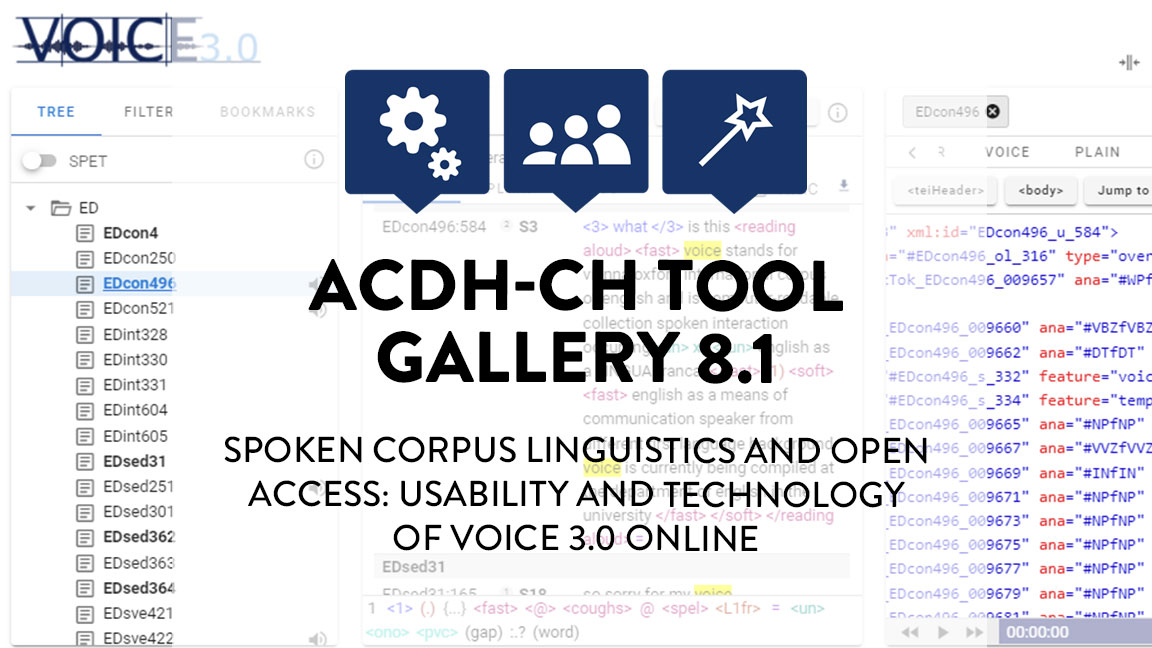 VOICE3.0
TREE
FILTER
BOOKMARKS
SPET
ED
EDcon4
EDcon250
EDcon496
EDcon521
EDint328
EDint330
EDint331
EDint604
EDint605
EDsed31
EDsed251
EDsed301
EDsed362
EDsed363
EDsed364
EDsve421
EDsve422
ACDH-CH TOOL
GALLERY 8.1
SPOKEN CORPUS LINGUISTICS AND OPEN
ACCESS: USABILITY AND TECHNOLOGY
OF VOICE 3.0 ONLINE
EDcon496:584
S3
<3> what </3> is this <reading
aloud> <fast> voice stands for
collection spoken interaction
english as
<soft>
<fast> english as a means of
communication speaker from
voice is currently being compiled at
university </fast> </soft> </reading
EDsed31
EDsed31:165
S18
so sorry for my voice
1 <1> (.) {...} <fast> <@> <coughs> @ <spel> <L1fr> = <un>
<ono> <pvc> (gap) :.? (word)
EDcon496
R
VOICE
PLAIN
<teiHeader>
<body>
Jump to
xml:id="EDcon496_u_584">
="#EDcon496_ol_316" type="over
:Tok_EDcon496_009657" ana="#WPf
_EDcon496_009660" ana="#VBZfVBZ
_EDcon496_009662" ana="#DTfDT"
#EDcon496_s_332" feature="voic
#EDcon496_s_334" feature="temp
_EDcon496_009665" ana="#NPfNP"
_EDcon496_009667" ana="#VVZfVVZ
_EDcon496_009669" ana="#INfIN"
_EDcon496_009671" ana="#NPfNP"
_EDcon496_009673" ana="#NPfNP"
_EDcon496_009675" ana="#NPfNP"
_EDcon496_009677" ana="#NPfNP"
_EDcon496_009679" ana="#NPfNP"
_EDcon496_009681" ana="#NPfNP"
00:00:00